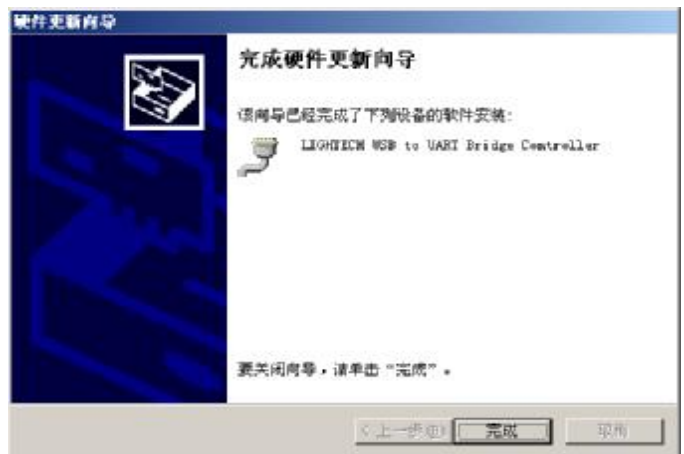 硬件更新向导
完成硬件更新向导
该向导已经完成了下列设备的软件安装:
LIGHTECH USB to UART Bridge Controller
要关闭向导，请单击“完成”。
<上一步(B)
完成
取消